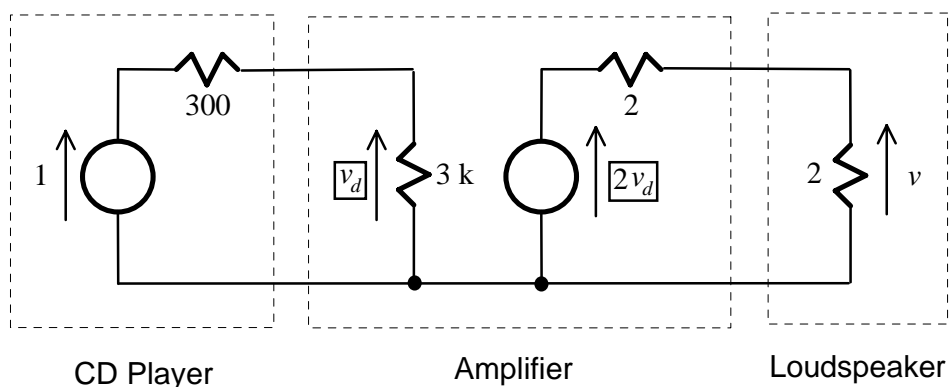 300
2
1
v_d
3 k
2v_d
2
v
CD Player
Amplifier
Loudspeaker